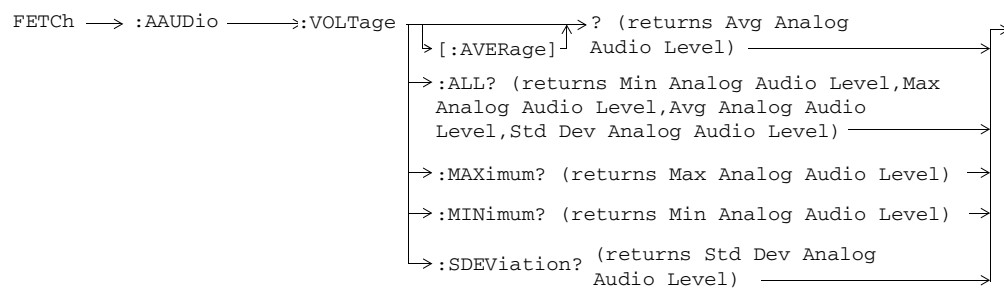 FETCh :AAUDio :VOLTage ? (returns Avg Analog
[:AVERage] Audio Level)
:ALL? (returns Min Analog Audio Level,Max
Analog Audio Level,Avg Analog Audio
Level,Std Dev Analog Audio Level)
:MAXimum? (returns Max Analog Audio Level)
:MINimum? (returns Min Analog Audio Level)
:SDEViation? (returns Std Dev Analog
Audio Level)